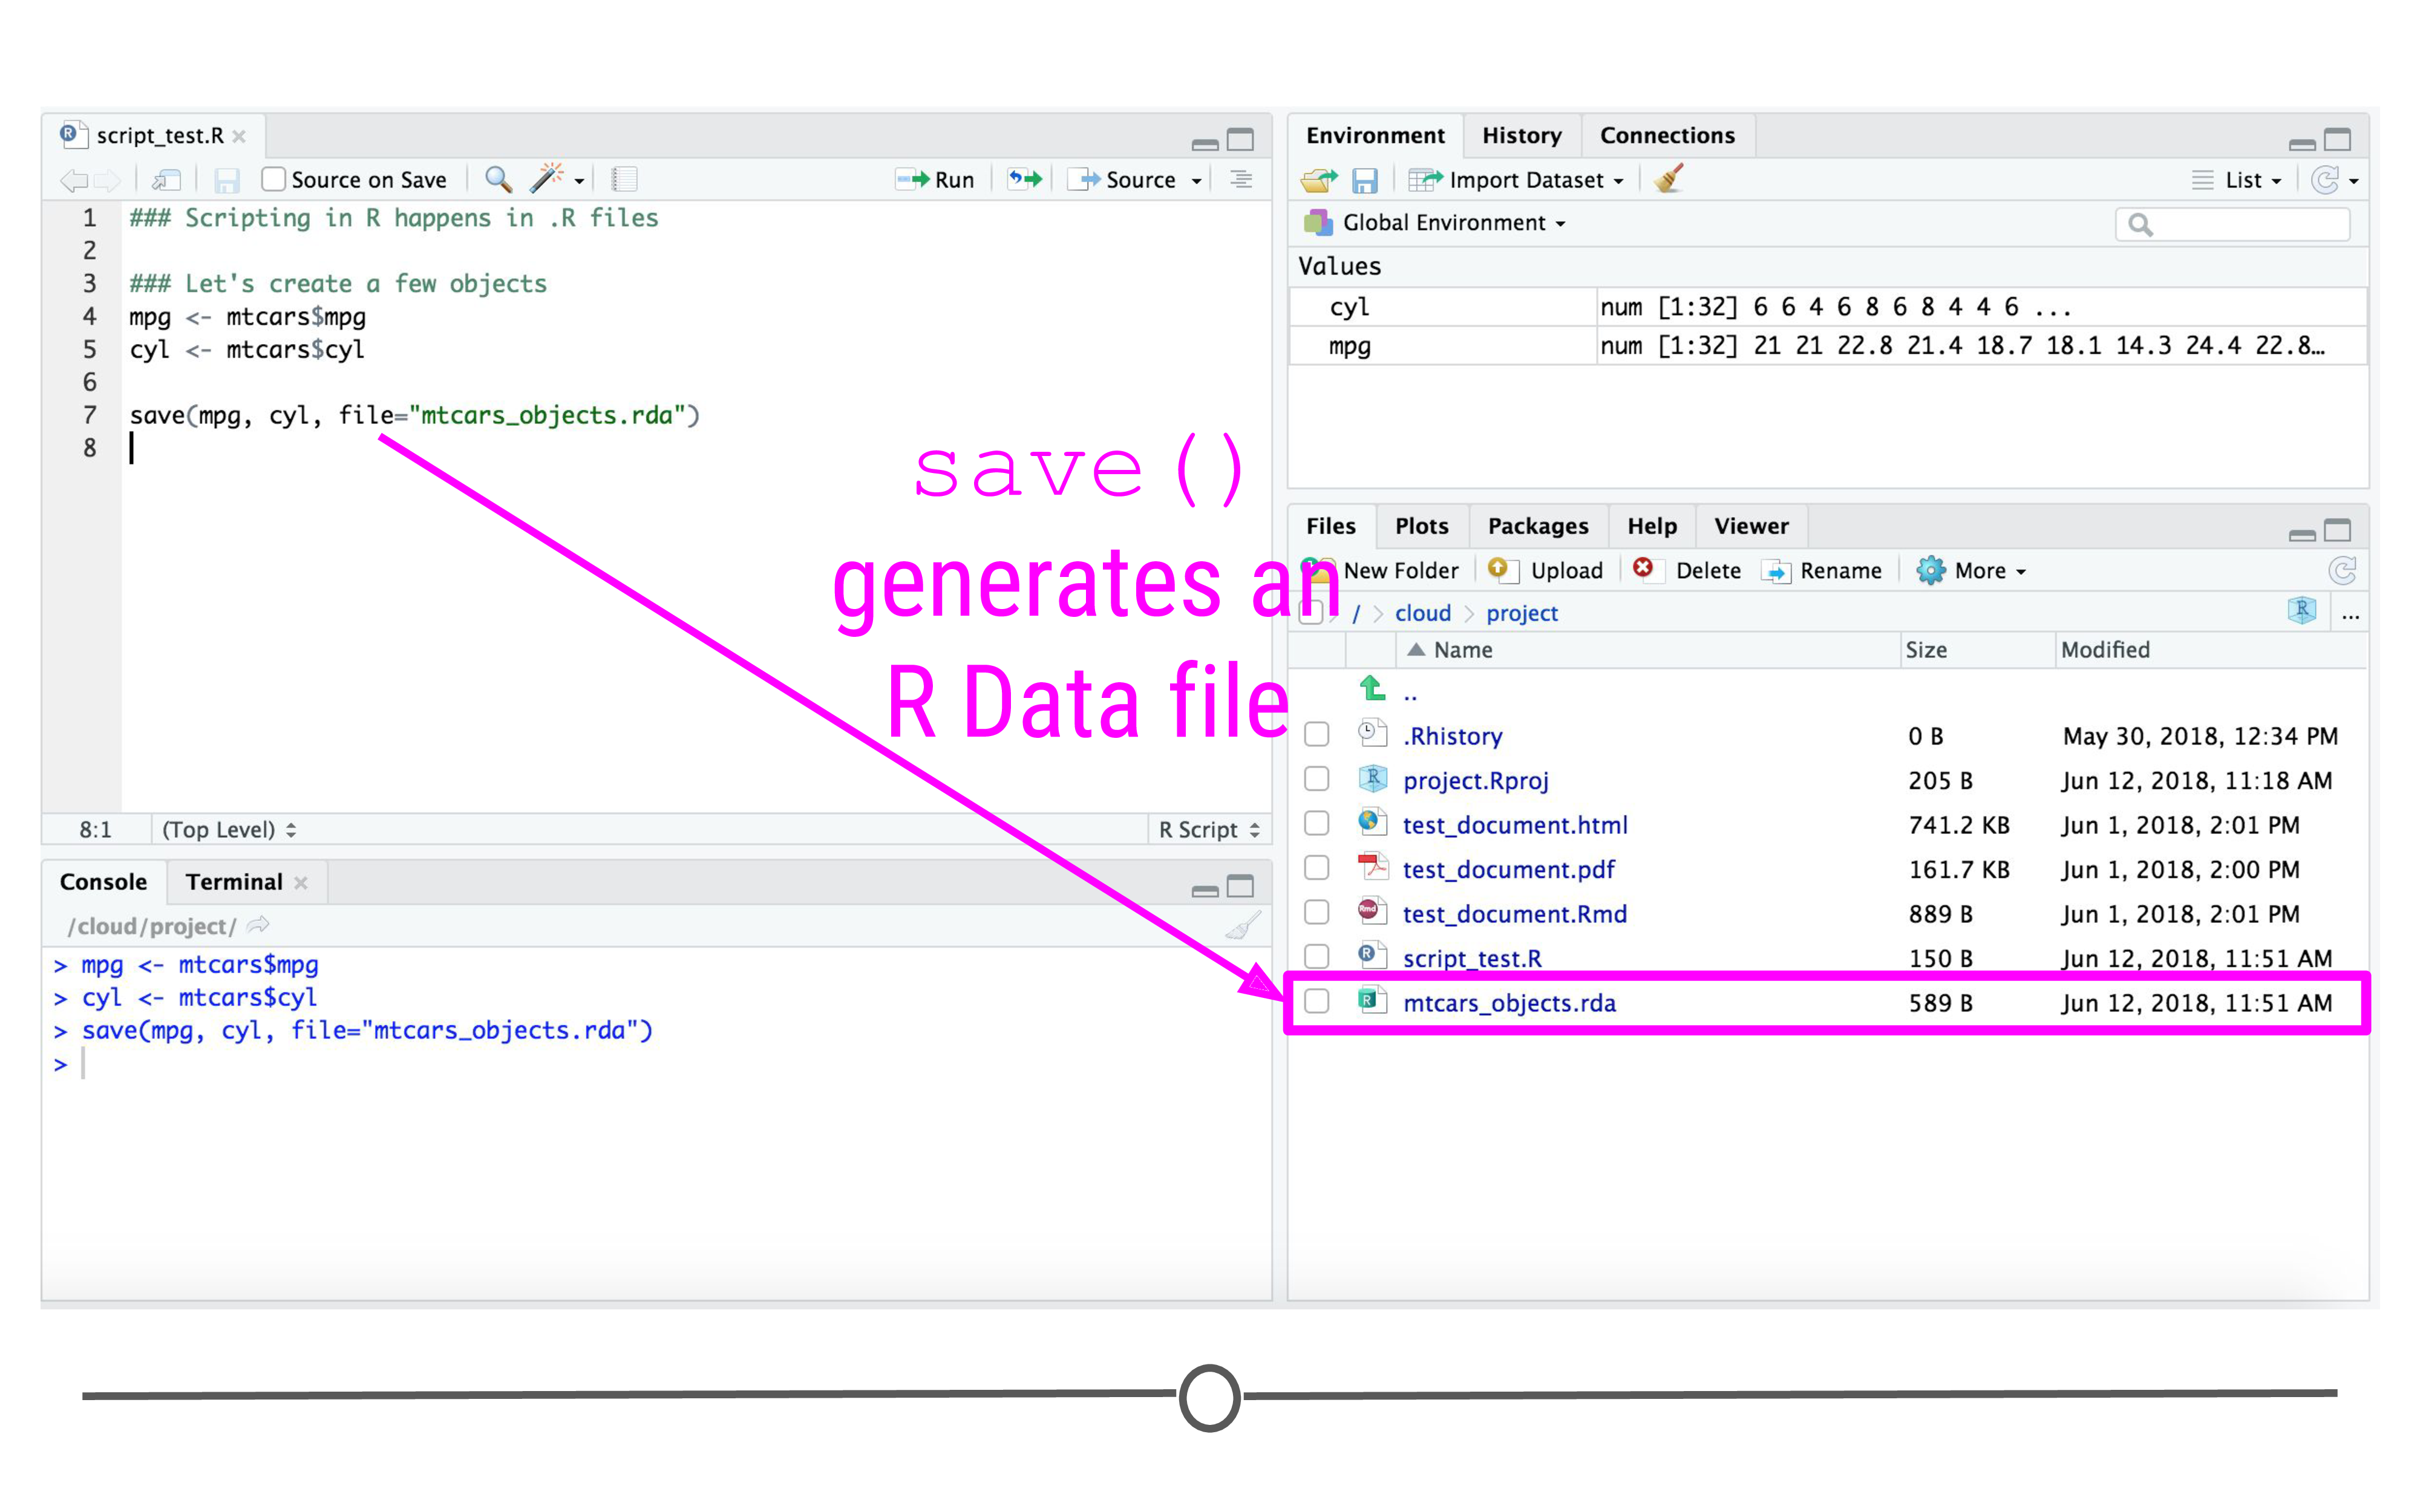 script_test.R
Source on Save
Run
Source
1 ### Scripting in R happens in .R files
2
3 ### Let's create a few objects
4 mpg <- mtcars$mpg
5 cyl <- mtcars$cyl
6
7 save(mpg, cyl, file="mtcars_objects.rda")
8
8:1 (Top Level) R Script
save()
generates an
R Data file
Console Terminal
/cloud/project/
> mpg <- mtcars$mpg
> cyl <- mtcars$cyl
> save(mpg, cyl, file="mtcars_objects.rda")
>
Environment History Connections
Import Dataset List
Global Environment
Values
cyl num [1:32] 6 6 4 6 8 6 8 4 4 6 ...
mpg num [1:32] 21 21 22.8 21.4 18.7 18.1 14.3 24.4 22.8…
Files Plots Packages Help Viewer
New Folder Upload Delete Rename More
/ > cloud > project R ...
Name Size Modified
..
.Rhistory 0 B May 30, 2018, 12:34 PM
project.Rproj 205 B Jun 12, 2018, 11:18 AM
test_document.html 741.2 KB Jun 1, 2018, 2:01 PM
test_document.pdf 161.7 KB Jun 1, 2018, 2:00 PM
test_document.Rmd 889 B Jun 1, 2018, 2:01 PM
script_test.R 150 B Jun 12, 2018, 11:51 AM
mtcars_objects.rda 589 B Jun 12, 2018, 11:51 AM